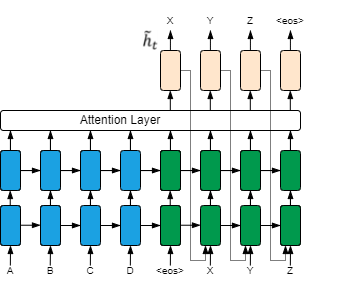 X Y Z <eos>
h̃t
Attention Layer
A B C D <eos> X Y Z